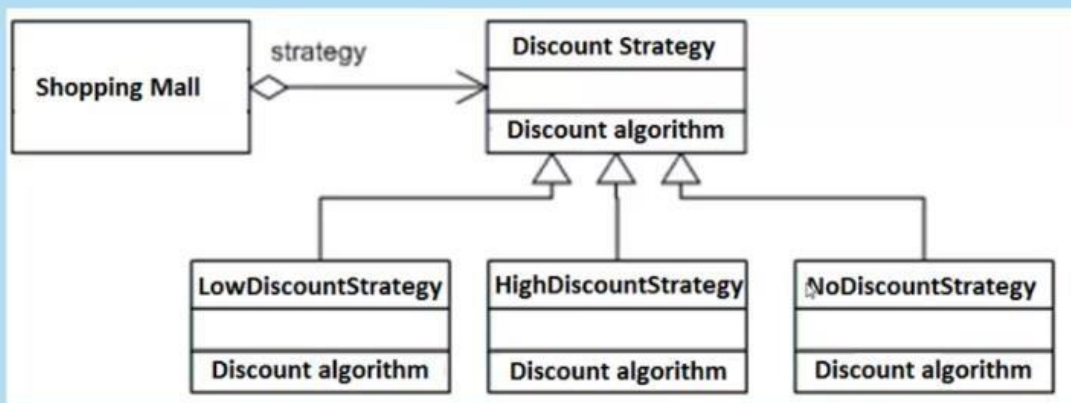 strategy
Discount Strategy
Shopping Mall
Discount algorithm
LowDiscountStrategy
HighDiscountStrategy
NoDiscountStrategy
Discount algorithm
Discount algorithm
Discount algorithm